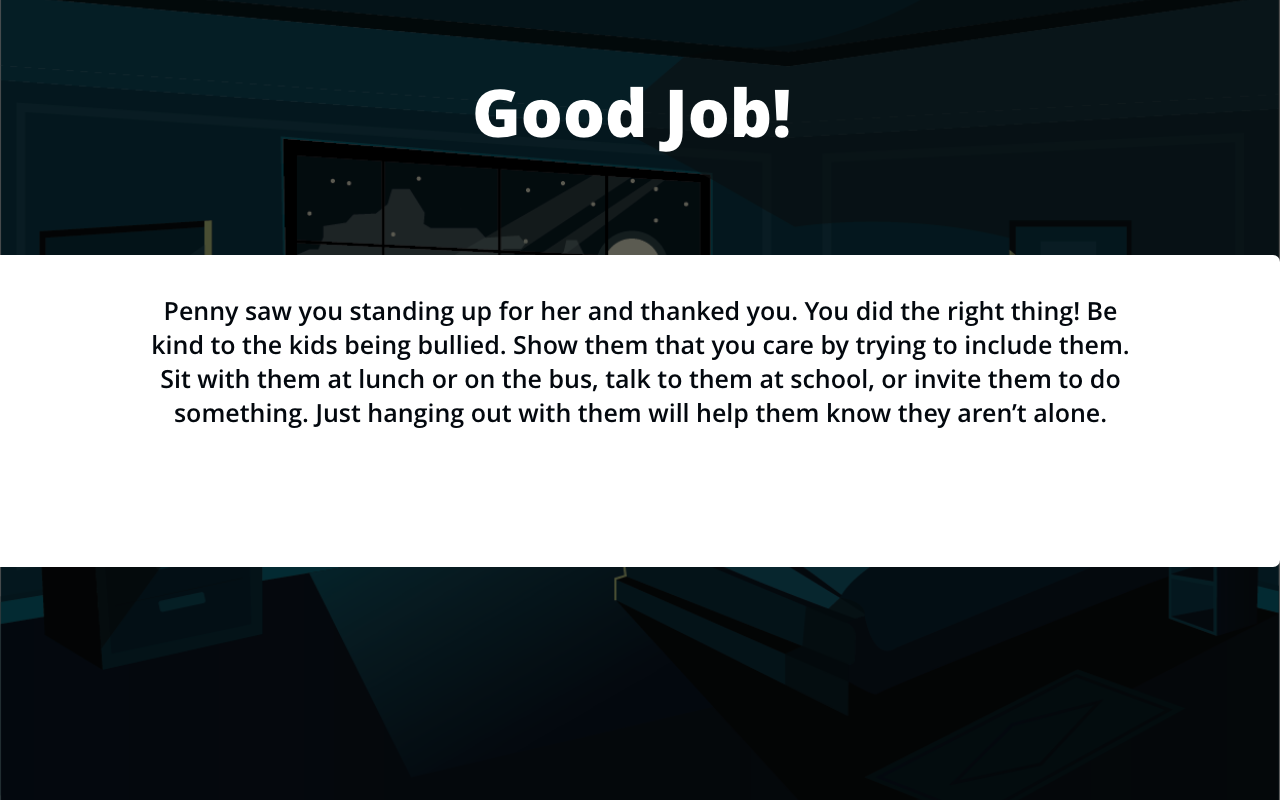 Good Job!
Penny saw you standing up for her and thanked you. You did the right thing! Be
kind to the kids being bullied. Show them that you care by trying to include them.
Sit with them at lunch or on the bus, talk to them at school, or invite them to do
something. Just hanging out with them will help them know they aren’t alone.